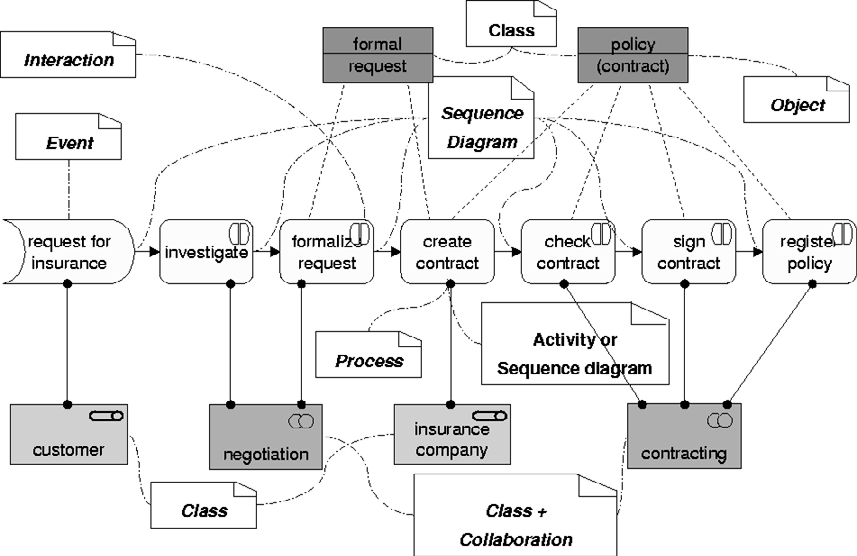 Interaction
formal
request
Class
policy
(contract)
Object
Sequence
Diagram
Event
request for
insurance
investigate
formalize
request
create
contract
check
contract
sign
contract
register
policy
Process
Activity or
Sequence diagram
customer
negotiation
insurance
company
contracting
Class
Class +
Collaboration